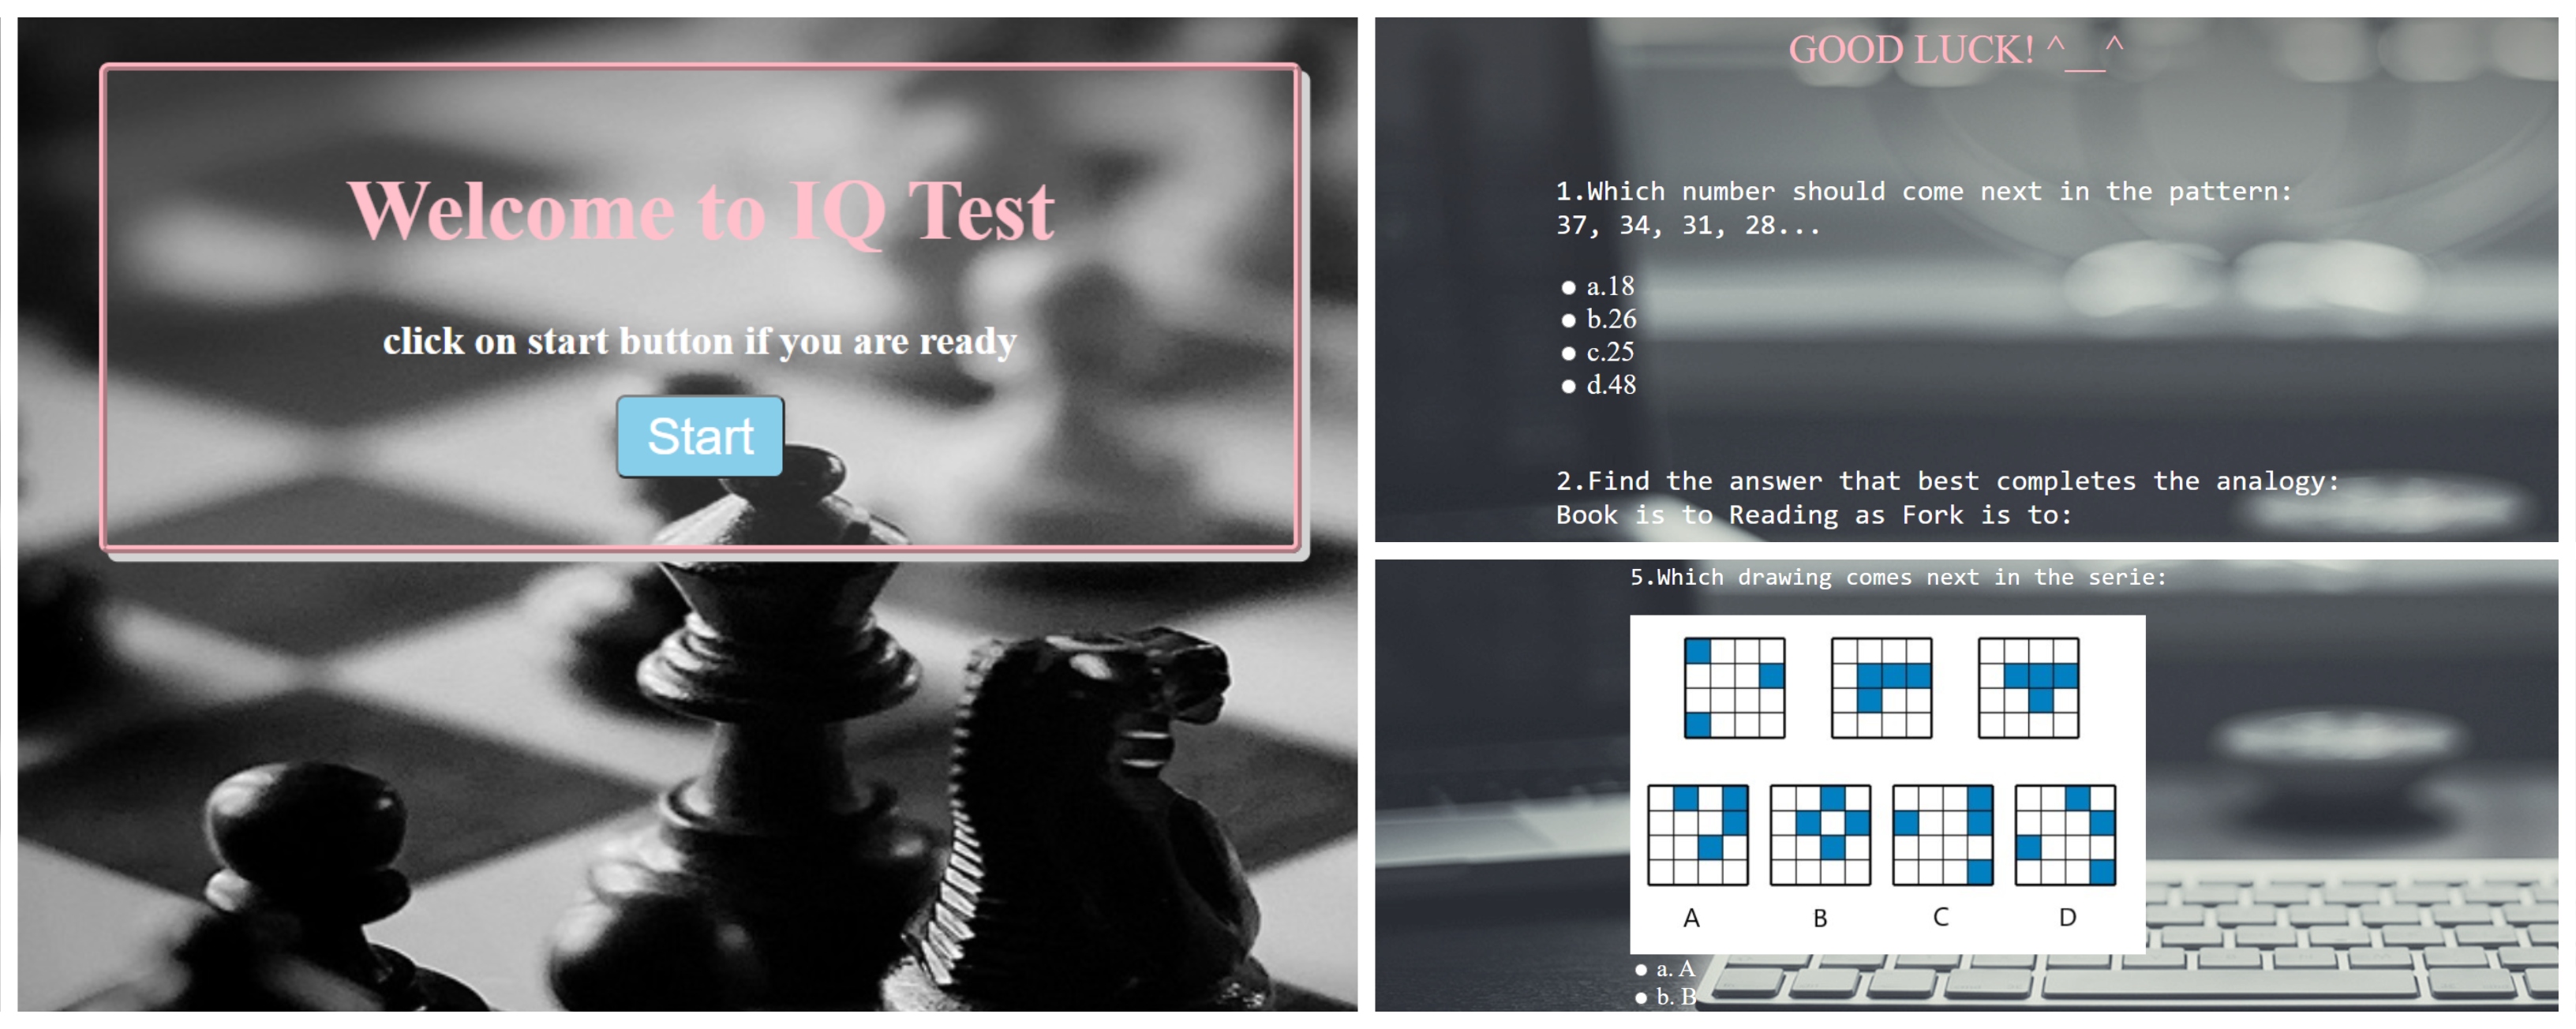 Welcome to IQ Test
click on start button if you are ready
Start
GOOD LUCK! ^__^
1.Which number should come next in the pattern:
37, 34, 31, 28...
a.18
b.26
c.25
d.48
2.Find the answer that best completes the analogy:
Book is to Reading as Fork is to:
5.Which drawing comes next in the serie:
A B C D
a. A
b. B